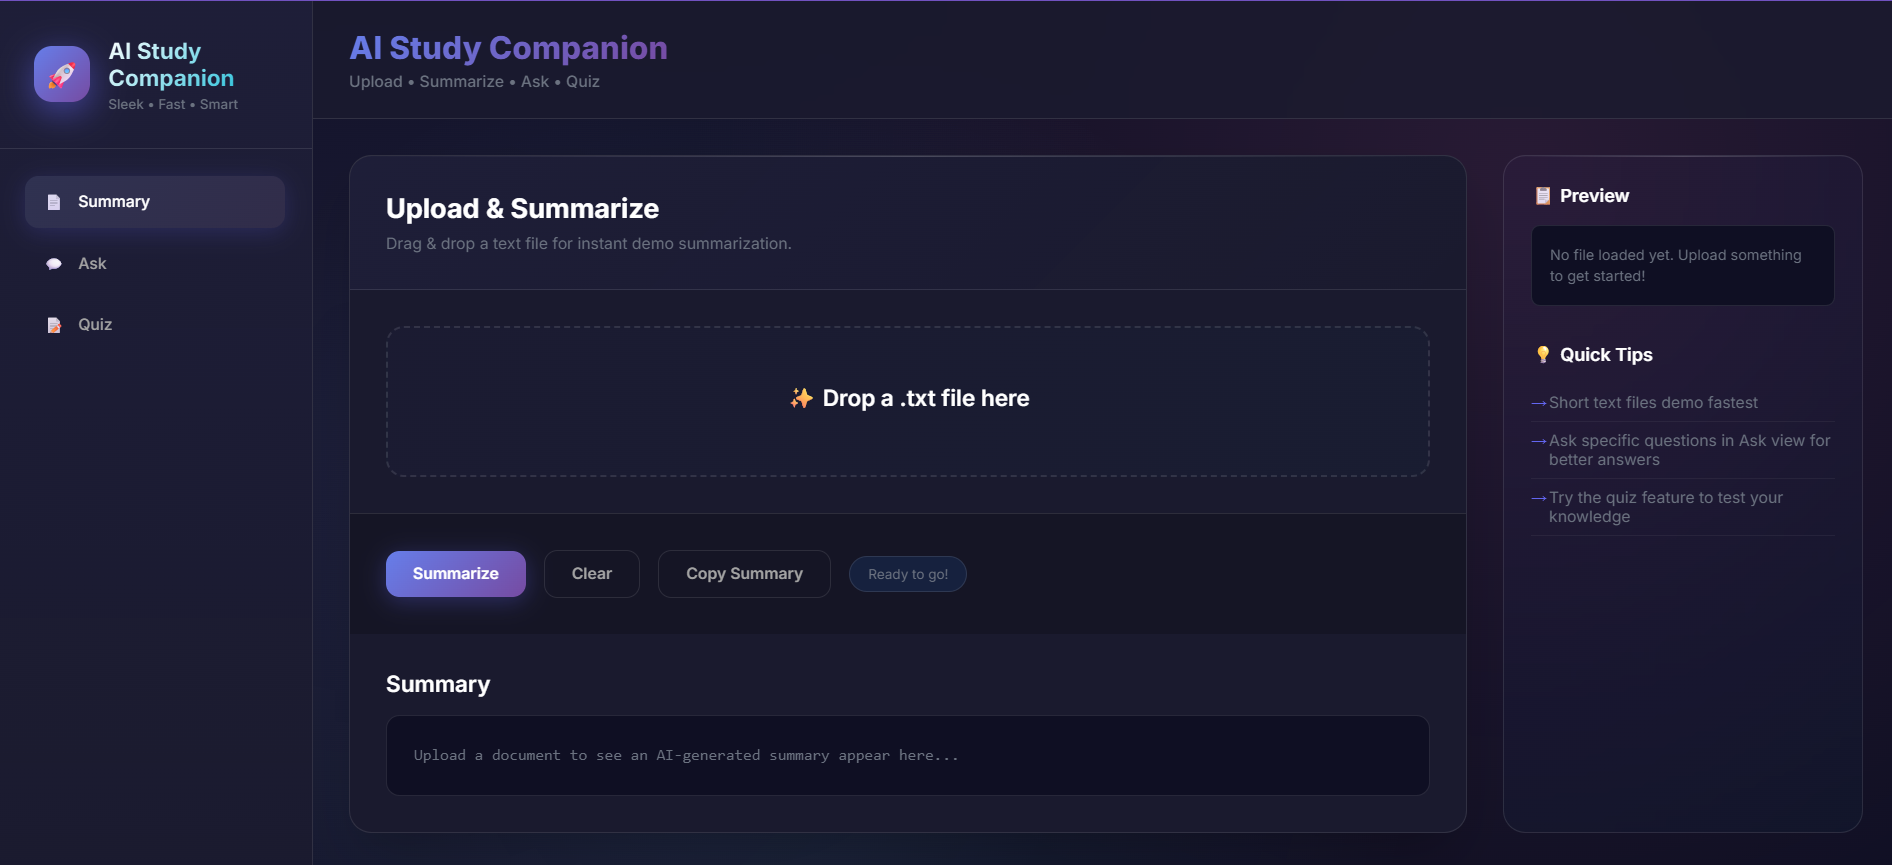 AI Study
Companion
Sleek • Fast • Smart
Summary
Ask
Quiz
AI Study Companion
Upload • Summarize • Ask • Quiz
Upload & Summarize
Drag & drop a text file for instant demo summarization.
✨ Drop a .txt file here
Summarize
Clear
Copy Summary
Ready to go!
Summary
Upload a document to see an AI-generated summary appear here...
📋 Preview
No file loaded yet. Upload something
to get started!
💡 Quick Tips
→Short text files demo fastest
→Ask specific questions in Ask view for
better answers
→Try the quiz feature to test your
knowledge